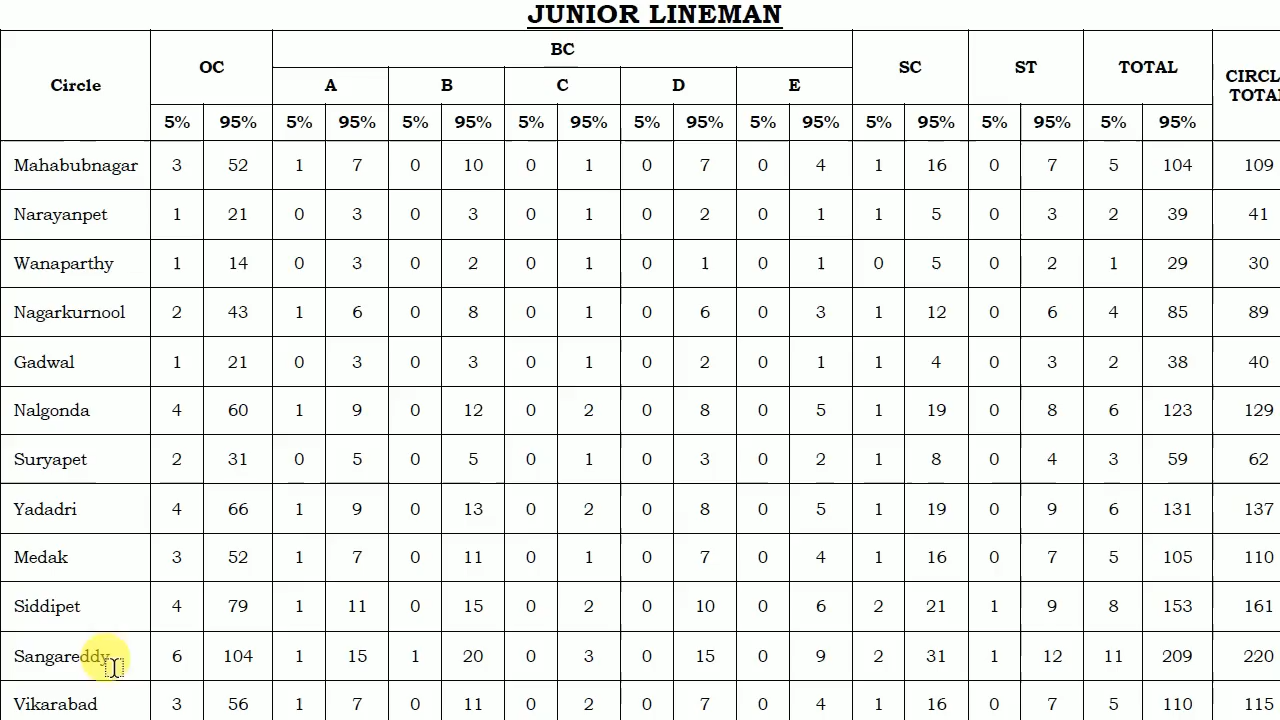 JUNIOR LINEMAN
Circle OC BC SC ST TOTAL CIRCL TOTA
A B C D E
5% 95% 5% 95% 5% 95% 5% 95% 5% 95% 5% 95% 5% 95% 5% 95% 5% 95%
Mahabubnagar 3 52 1 7 0 10 0 1 0 7 0 4 1 16 0 7 5 104 109
Narayanpet 1 21 0 3 0 3 0 1 0 2 0 1 1 5 0 3 2 39 41
Wanaparthy 1 14 0 3 0 2 0 1 0 1 0 1 0 5 0 2 1 29 30
Nagarkurnool 2 43 1 6 0 8 0 1 0 6 0 3 1 12 0 6 4 85 89
Gadwal 1 21 0 3 0 3 0 1 0 2 0 1 1 4 0 3 2 38 40
Nalgonda 4 60 1 9 0 12 0 2 0 8 0 5 1 19 0 8 6 123 129
Suryapet 2 31 0 5 0 5 0 1 0 3 0 2 1 8 0 4 3 59 62
Yadadri 4 66 1 9 0 13 0 2 0 8 0 5 1 19 0 9 6 131 137
Medak 3 52 1 7 0 11 0 1 0 7 0 4 1 16 0 7 5 105 110
Siddipet 4 79 1 11 0 15 0 2 0 10 0 6 2 21 1 9 8 153 161
Sangareddy 6 104 1 15 1 20 0 3 0 15 0 9 2 31 1 12 11 209 220
Vikarabad 3 56 1 7 0 11 0 2 0 7 0 4 1 16 0 7 5 110 115